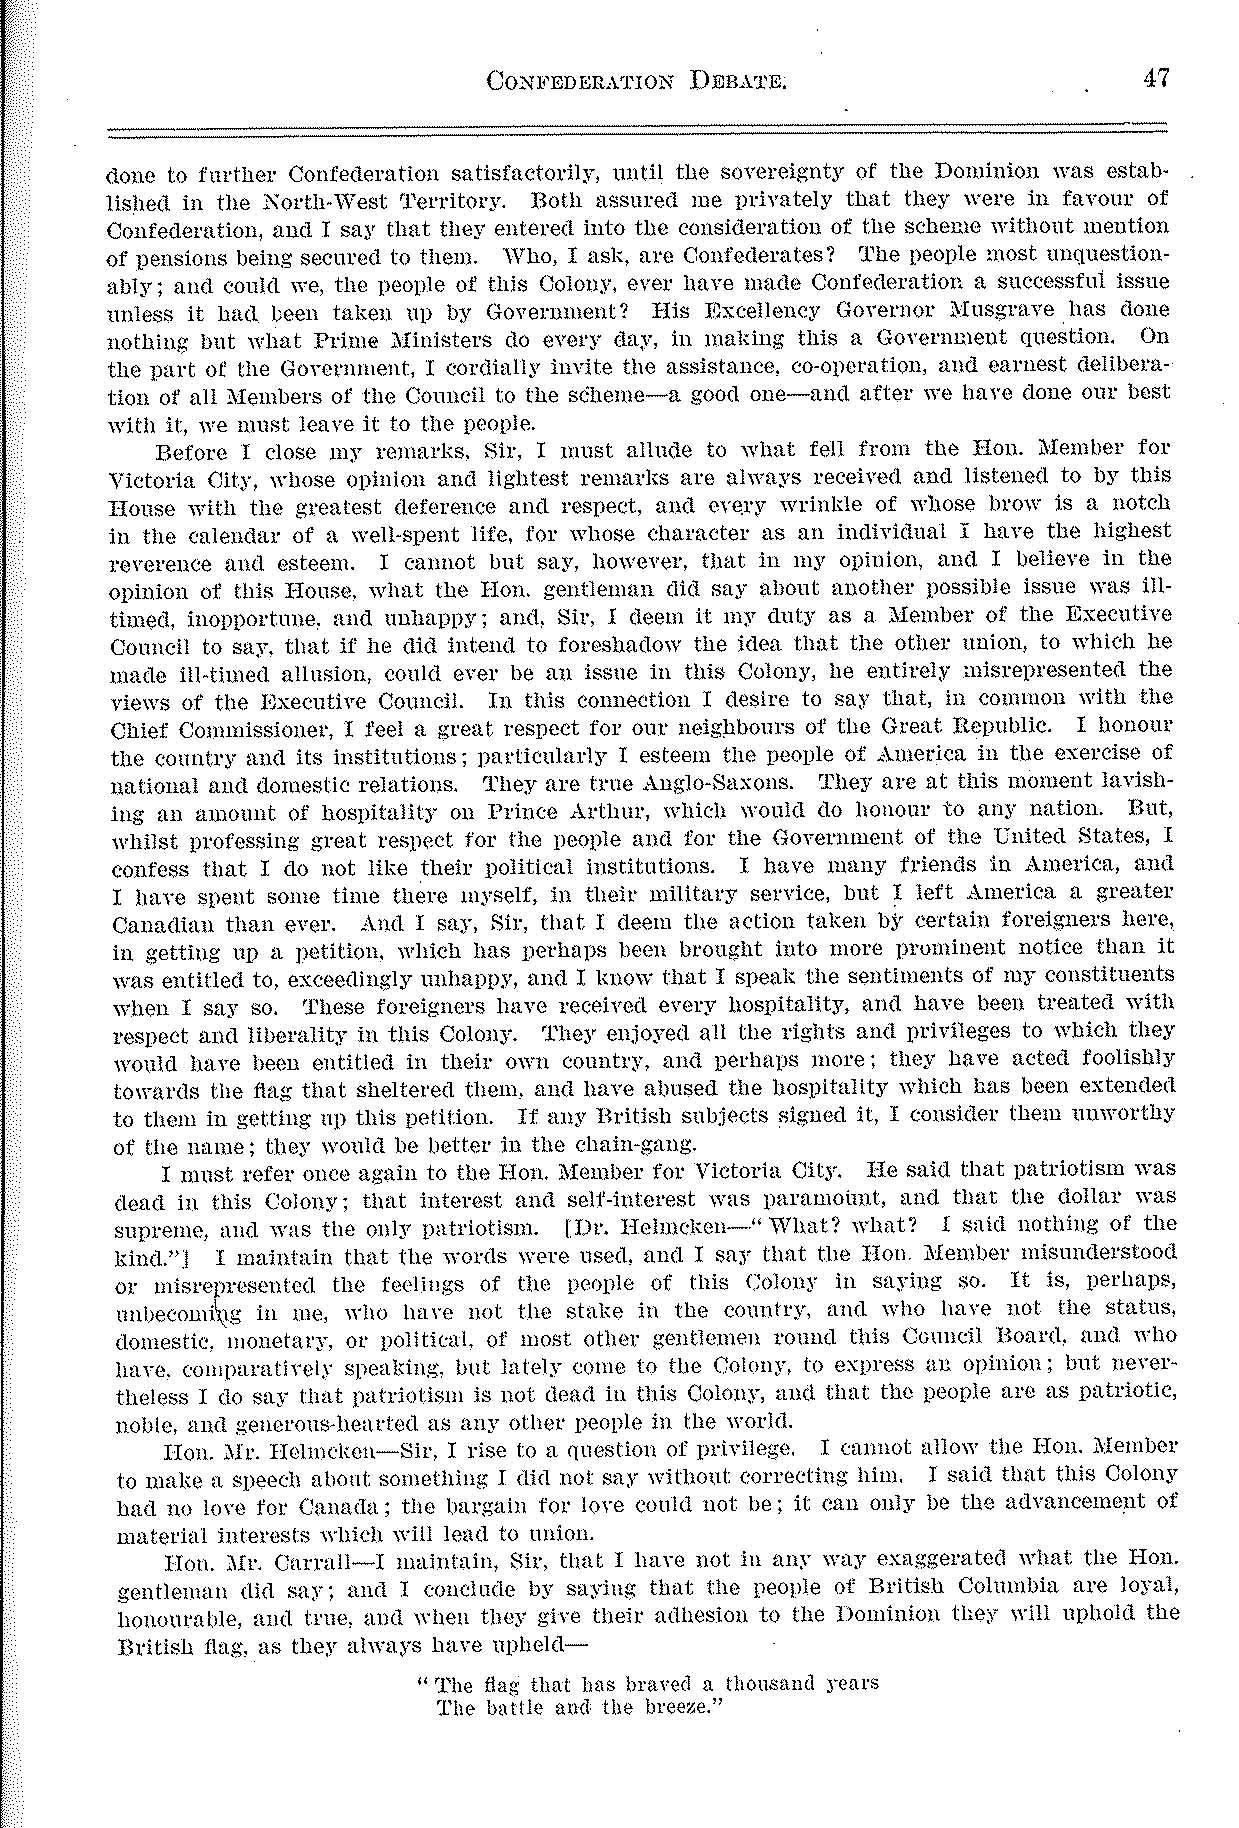 CONFEDERATION DEBATE. 47
done to further Confederation satisfactorily, until the sovereignty of the Dominion was estab-
lished in the North-West Territory. Both assured me privately that they were in favour of
Confederation, and I say that they entered into the consideration of the scheme without mention
of pensions being secured to them. Who, I ask, are Confederates? The people most unquestion-
ably; and could we, the people of this Colony, ever have made Confederation a successful issue
unless it had been taken up by Government? His Excellency Governor Musgrave has done
nothing but what Prime Ministers do every day, in making this a Government question. On
the part of the Government, I cordially invite the assistance, co-operation, and earnest delibera-
tion of all Members of the Council to the scheme—a good one—and after we have done our best
with it, we must leave it to the people.
Before I close my remarks, Sir, I must allude to what fell from the Hon. Member for
Victoria City, whose opinion and lightest remarks are always received and listened to by this
House with the greatest deference and respect, and every wrinkle of whose brow is a notch
in the calendar of a well-spent life, for whose character as an individual I have the highest
reverence and esteem. I cannot but say, however, that in my opinion, and I believe in the
opinion of this House, what the Hon. gentleman did say about another possible issue was ill-
timed, inopportune, and unhappy; and, Sir, I deem it my duty as a Member of the Executive
Council to say, that if he did intend to foreshadow the idea that the other union, to which he
made ill-timed allusion, could ever be an issue in this Colony, he entirely misrepresented the
views of the Executive Council. In this connection I desire to say that, in common with the
Chief Commissioner, I feel a great respect for our neighbours of the Great Republic. I honour
the country and its institutions; particularly I esteem the people of America in the exercise of
national and domestic relations. They are true Anglo-Saxons. They are at this moment lavish-
ing an amount of hospitality on Prince Arthur, which would do honour to any nation. But,
whilst professing great respect for the people and for the Government of the United States, I
confess that I do not like their political institutions. I have many friends in America, and
I have spent some time there myself, in their military service, but I left America a greater
Canadian than ever. And I say, Sir, that I deem the action taken by certain foreigners here,
in getting up a petition, which has perhaps been brought into more prominent notice than it
was entitled to, exceedingly unhappy, and I know that I speak the sentiments of my constituents
when I say so. These foreigners have received every hospitality, and have been treated with
respect and liberality in this Colony. They enjoyed all the rights and privileges to which they
would have been entitled in their own country, and perhaps more; they have acted foolishly
towards the flag that sheltered them, and have abused the hospitality which has been extended
to them in getting up this petition. If any British subjects signed it, I consider them unworthy
of the name; they would be better in the chain-gang.
I must refer once again to the Hon. Member for Victoria City. He said that patriotism was
dead in this Colony; that interest and self-interest was paramount, and that the dollar was
supreme, and was the only patriotism. [Dr. Helmcken—"What? what? I said nothing of the
kind."] I maintain that the words were used, and I say that the Hon. Member misunderstood
or misrepresented the feelings of the people of this Colony in saying so. It is, perhaps,
unbecoming in me, who have not the stake in the country, and who have not the status,
domestic, monetary, or political, of most other gentlemen round this Council Board, and who
have, comparatively speaking, but lately come to the Colony, to express an opinion; but never-
theless I do say that patriotism is not dead in this Colony, and that the people are as patriotic,
noble, and generous-hearted as any other people in the world.
Hon. Mr. Helmcken—Sir, I rise to a question of privilege. I cannot allow the Hon. Member
to make a speech about something I did not say without correcting him. I said that this Colony
had no love for Canada; the bargain for love could not be; it can only be the advancement of
material interests which will lead to union.
Hon. Mr. Carrall—I maintain, Sir, that I have not in any way exaggerated what the Hon.
gentleman did say; and I conclude by saying that the people of British Columbia are loyal,
honourable, and true, and when they give their adhesion to the Dominion they will uphold the
British flag, as they always have upheld—
"The flag that has braved a thousand years
The battle and the breeze."